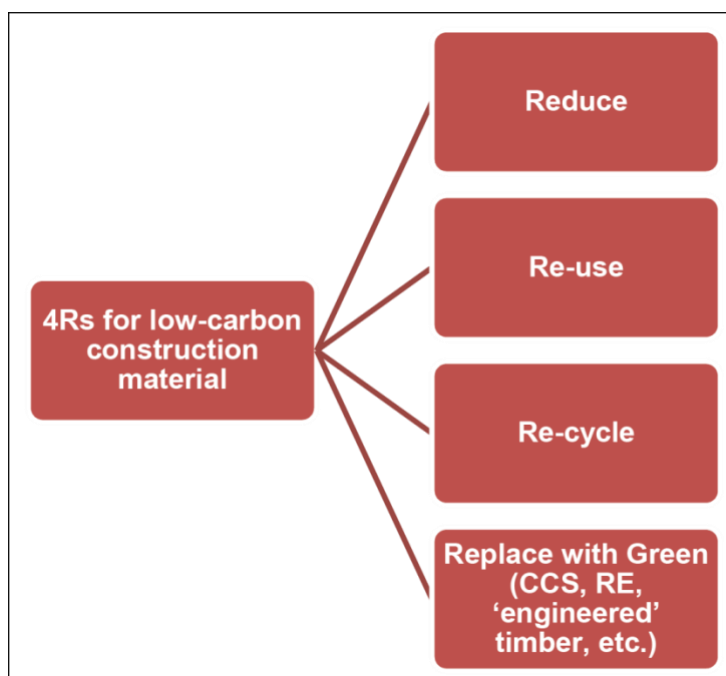 Reduce
Re-use
4Rs for low-carbon
construction
material
Re-cycle
Replace with Green
(CCS, RE,
‘engineered’
timber, etc.)